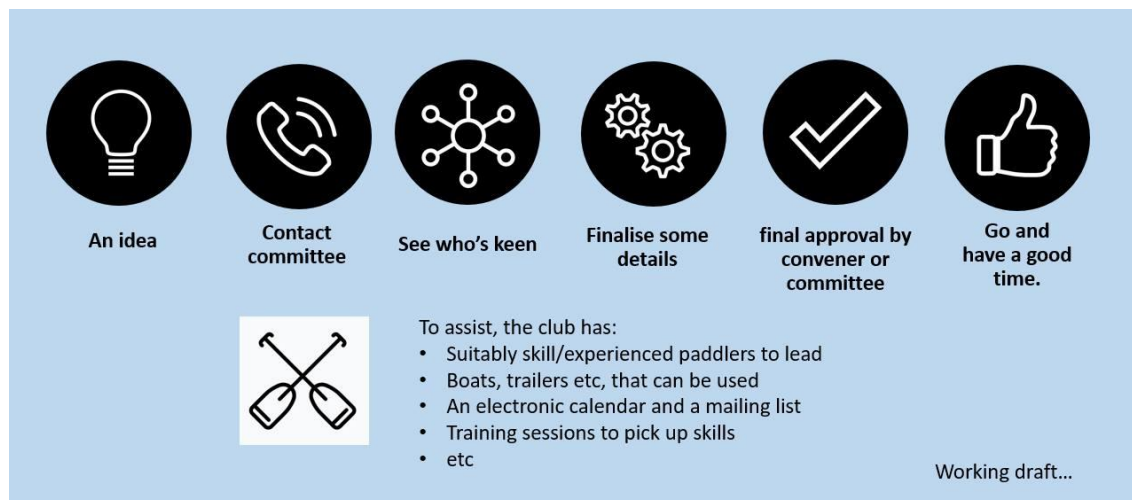 An idea
Contact
committee
See who's keen
Finalise some
details
final approval by
convener or
committee
Go and
have a good
time.
To assist, the club has:
• Suitably skill/experienced paddlers to lead
• Boats, trailers etc, that can be used
• An electronic calendar and a mailing list
• Training sessions to pick up skills
• etc
Working draft...